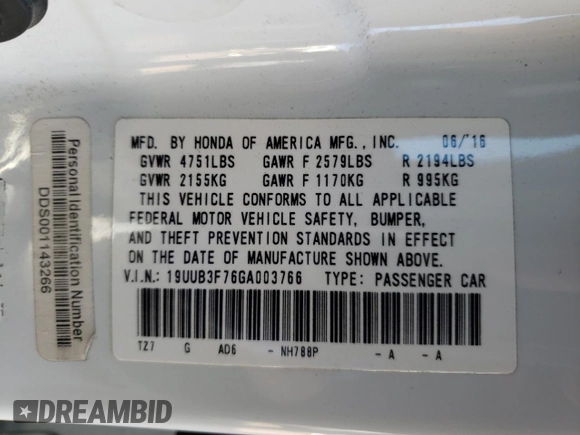 MFD. BY HONDA OF AMERICA MFG., INC. 06/'16
GVWR 4751LBS GAWR F 2579LBS R 2194LBS
GVWR 2155KG GAWR F 1170KG R 995KG
THIS VEHICLE CONFORMS TO ALL APPLICABLE
FEDERAL MOTOR VEHICLE SAFETY, BUMPER,
AND THEFT PREVENTION STANDARDS IN EFFECT
ON THE DATE OF MANUFACTURE SHOWN ABOVE.
V.I.N.: 19UUB3F76GA003766 TYPE: PASSENGER CAR
TZ7 G AD6 - NH788P - A - A
Personal Identification Number
DDS001143266
DREAMBID